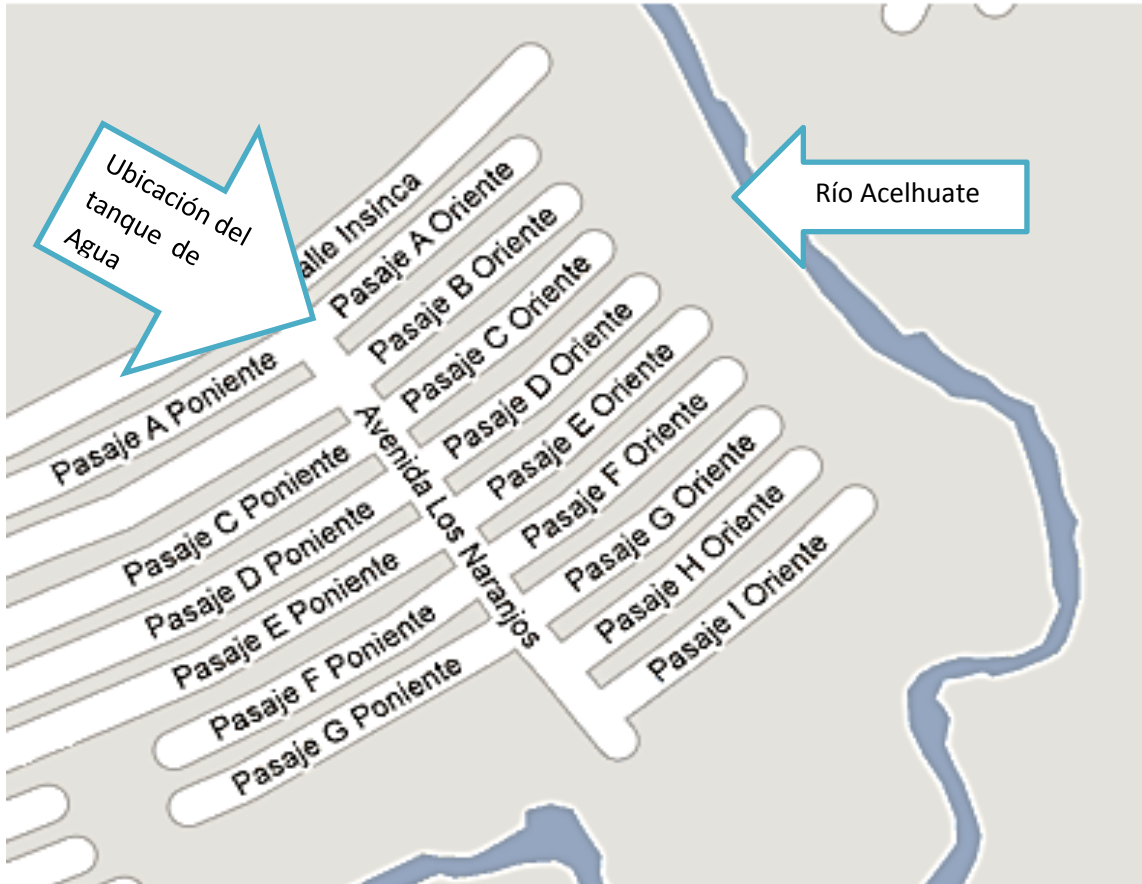 Ubicación del
tanque de
Agua
Río Acelhuate
alle Insinca
Pasaje A Oriente
Pasaje B Oriente
Pasaje C Oriente
Pasaje D Oriente
Pasaje E Oriente
Pasaje F Oriente
Pasaje G Oriente
Pasaje H Oriente
Pasaje I Oriente
Avenida Los Naranjos
Pasaje A Poniente
Pasaje C Poniente
Pasaje D Poniente
Pasaje E Poniente
Pasaje F Poniente
Pasaje G Poniente